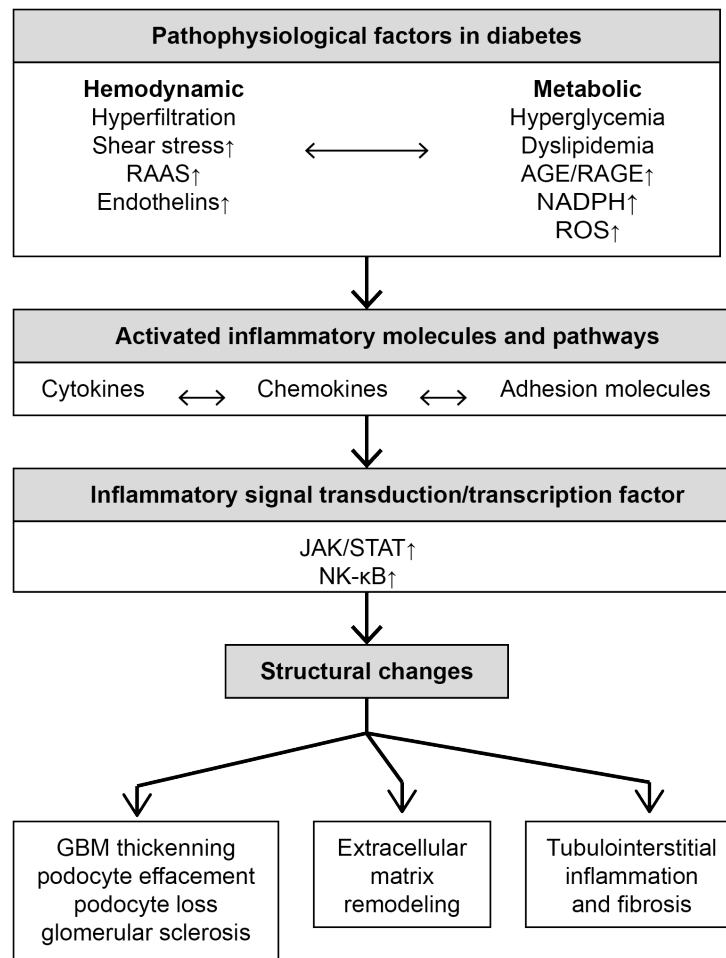 Pathophysiological factors in diabetes
Hemodynamic
Hyperfiltration
Shear stress↑
RAAS↑
Endothelins↑
Metabolic
Hyperglycemia
Dyslipidemia
AGE/RAGE↑
NADPH↑
ROS↑
Activated inflammatory molecules and pathways
Cytokines
Chemokines
Adhesion molecules
Inflammatory signal transduction/transcription factor
JAK/STAT↑
NK-κB↑
Structural changes
GBM thickenning
podocyte effacement
podocyte loss
glomerular sclerosis
Extracellular
matrix
remodeling
Tubulointerstitial
inflammation
and fibrosis